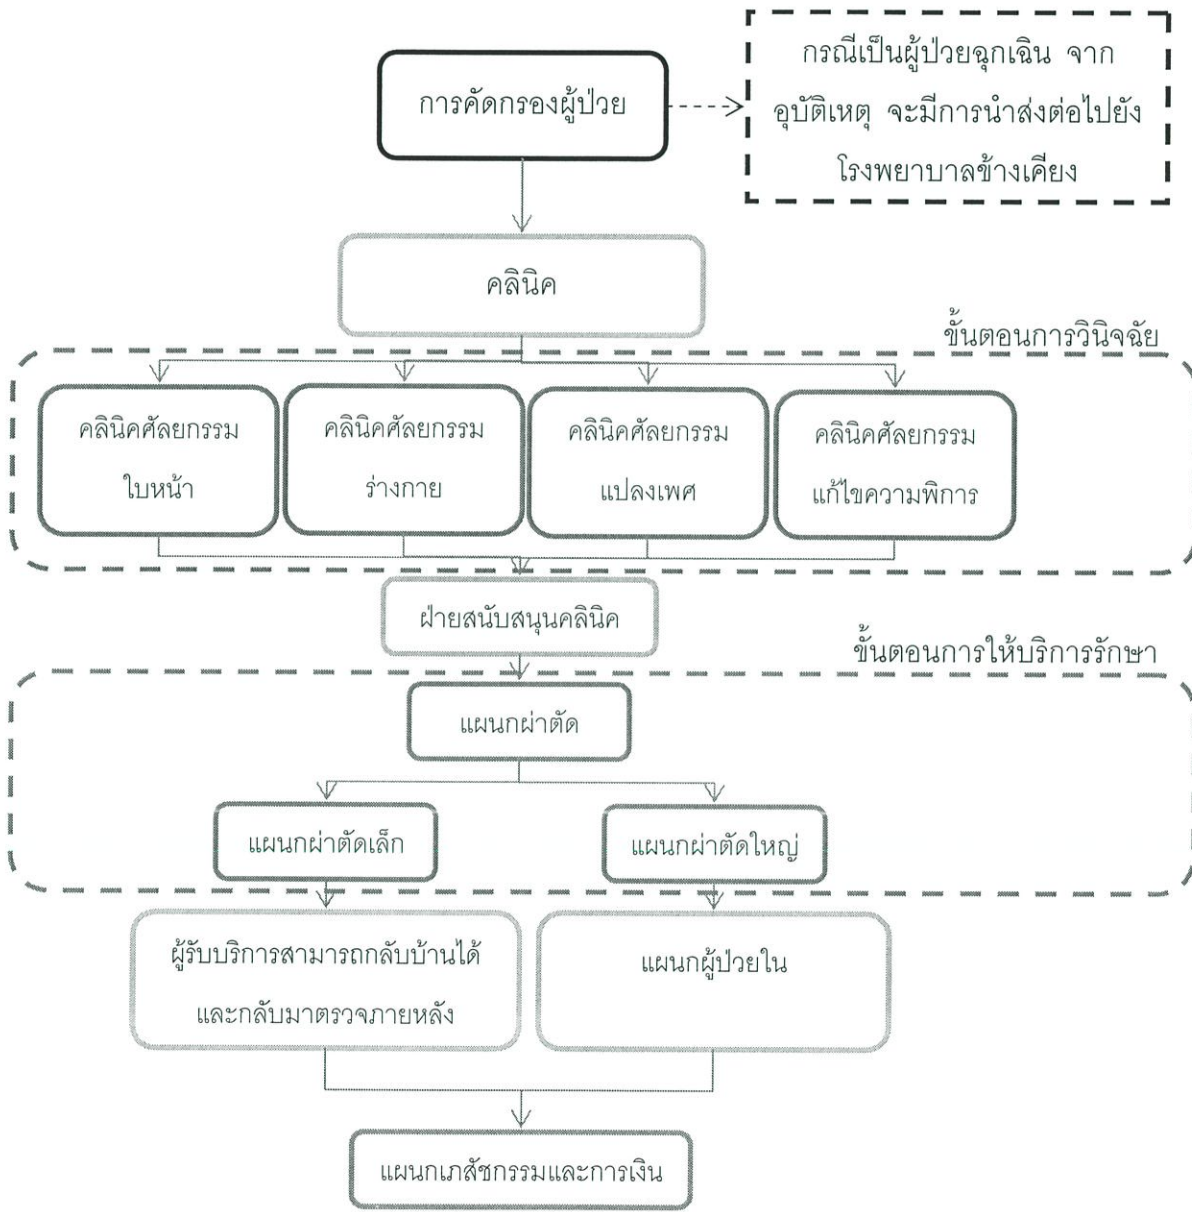 การคัดกรองผู้ป่วย
กรณีเป็นผู้ป่วยฉุกเฉิน จาก
อุบัติเหตุ จะมีการนำส่งต่อไปยัง
โรงพยาบาลข้างเคียง
คลินิค
ขั้นตอนการวินิจฉัย
คลินิคศัลยกรรม
ใบหน้า
คลินิคศัลยกรรม
ร่างกาย
คลินิคศัลยกรรม
แปลงเพศ
คลินิคศัลยกรรม
แก้ไขความพิการ
ฝ่ายสนับสนุนคลินิค
ขั้นตอนการให้บริการรักษา
แผนกผ่าตัด
แผนกผ่าตัดเล็ก
แผนกผ่าตัดใหญ่
ผู้รับบริการสามารถกลับบ้านได้
และกลับมาตรวจภายหลัง
แผนกผู้ป่วยใน
แผนกเภสัชกรรมและการเงิน